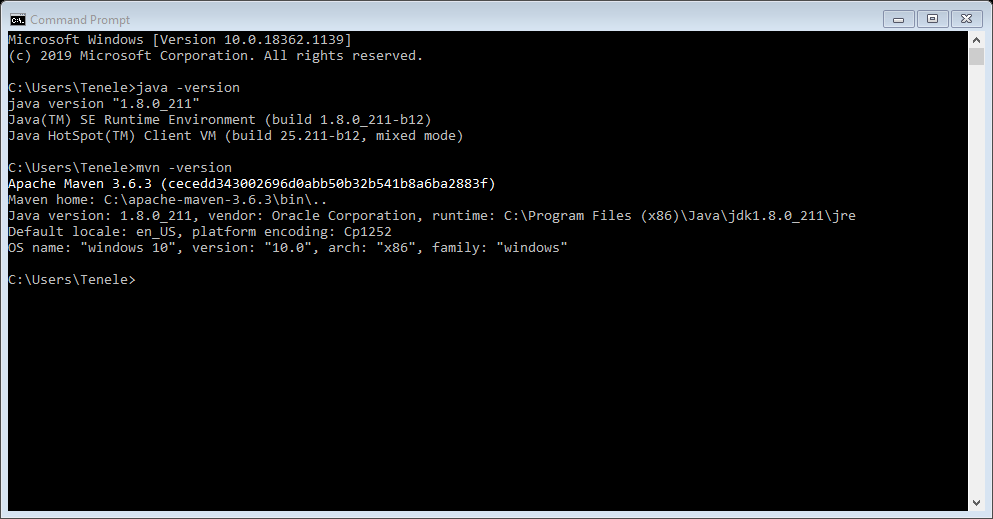 Command Prompt
Microsoft Windows [Version 10.0.18362.1139]
(c) 2019 Microsoft Corporation. All rights reserved.
C:\Users\Tenele>java -version
java version "1.8.0_211"
Java(TM) SE Runtime Environment (build 1.8.0_211-b12)
Java HotSpot(TM) Client VM (build 25.211-b12, mixed mode)
C:\Users\Tenele>mvn -version
Apache Maven 3.6.3 (cecedd343002696d0abb50b32b541b8a6ba2883f)
Maven home: C:\apache-maven-3.6.3\bin\..
Java version: 1.8.0_211, vendor: Oracle Corporation, runtime: C:\Program Files (x86)\Java\jdk1.8.0_211\jre
Default locale: en_US, platform encoding: Cp1252
OS name: "windows 10", version: "10.0", arch: "x86", family: "windows"
C:\Users\Tenele>